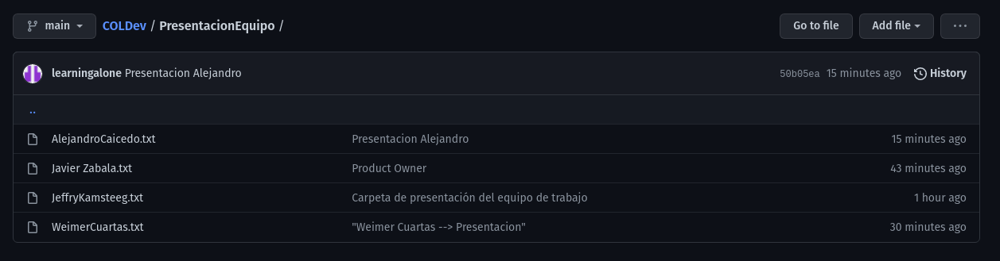 main COLDev / PresentacionEquipo / Go to file Add file ...
learningalone Presentacion Alejandro 50b05ea 15 minutes ago History
..
AlejandroCaicedo.txt Presentacion Alejandro 15 minutes ago
Javier Zabala.txt Product Owner 43 minutes ago
JeffryKamsteeg.txt Carpeta de presentación del equipo de trabajo 1 hour ago
WeimerCuartas.txt "Weimer Cuartas --> Presentacion" 30 minutes ago